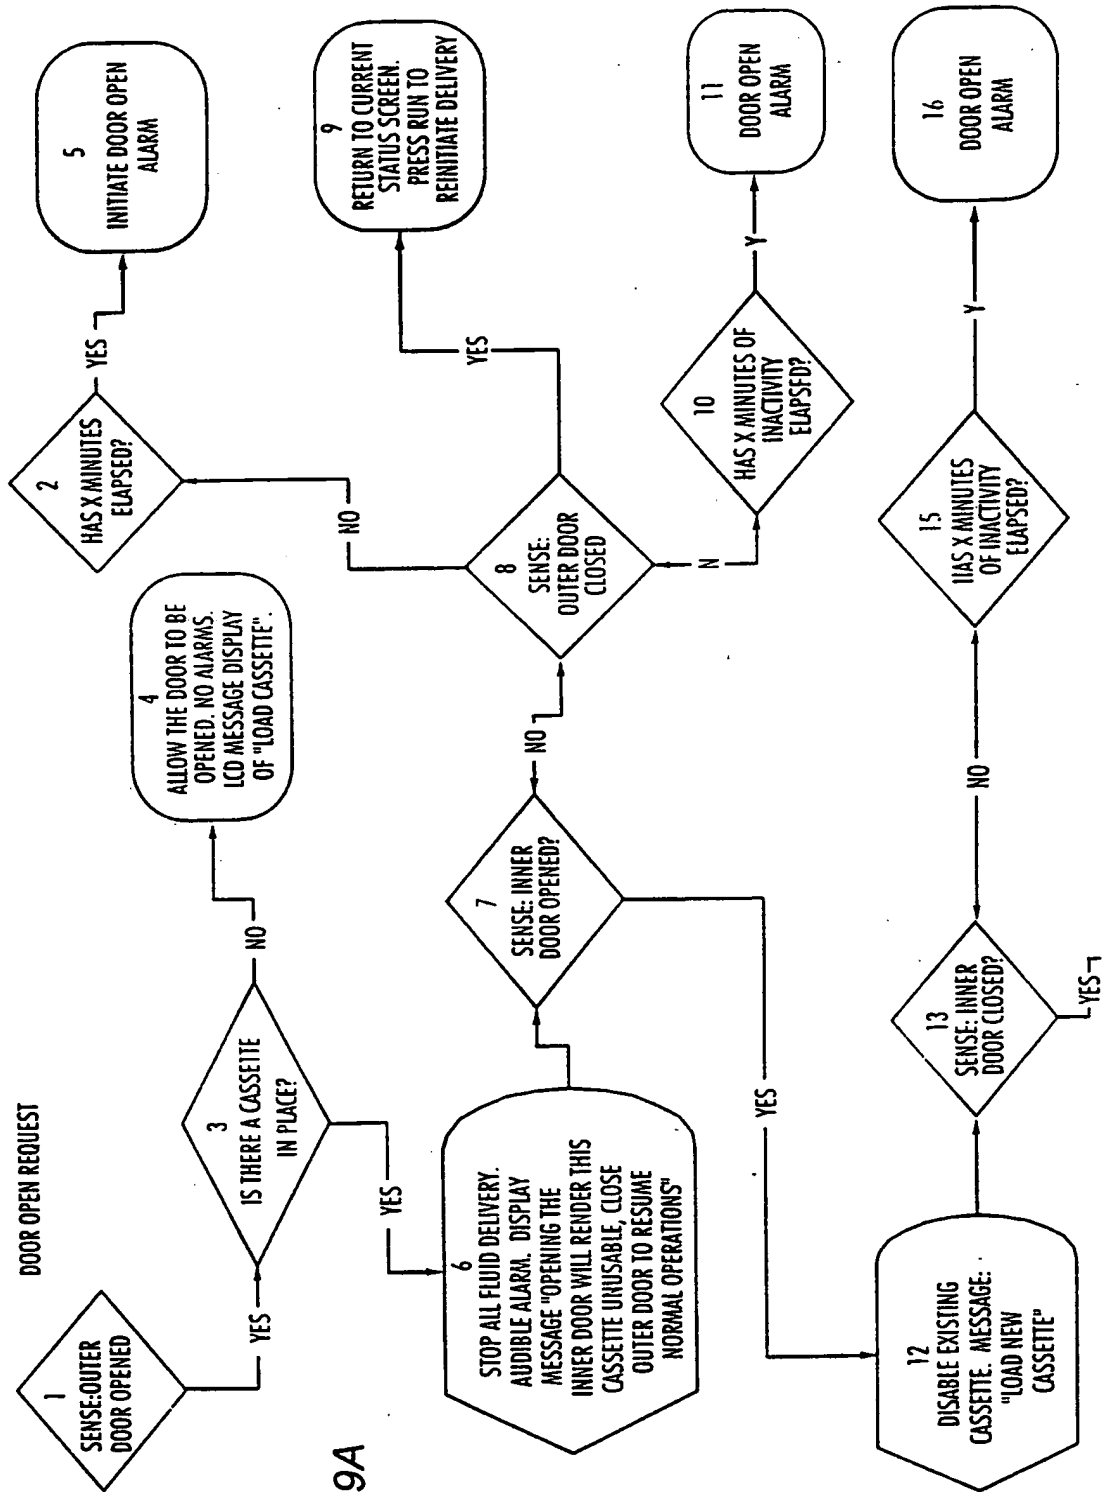 DOOR OPEN REQUEST
1
SENSE:OUTER
DOOR OPENED
YES
3
IS THERE A CASSETTE
IN PLACE?
NO
4
ALLOW THE DOOR TO BE
OPENED. NO ALARMS.
LCD MESSAGE DISPLAY
OF "LOAD CASSETTE".
2
HAS X MINUTES
ELAPSED?
YES
5
INITIATE DOOR OPEN
ALARM
YES
6
STOP ALL FLUID DELIVERY.
AUDIBLE ALARM. DISPLAY
MESSAGE "OPENING THE
INNER DOOR WILL RENDER THIS
CASSETTE UNUSABLE, CLOSE
OUTER DOOR TO RESUME
NORMAL OPERATIONS"
7
SENSE: INNER
DOOR OPENED?
NO
8
SENSE:
OUTER DOOR
CLOSED
NO
YES
9
RETURN TO CURRENT
STATUS SCREEN.
PRESS RUN TO
REINITIATE DELIVERY
N
10
HAS X MINUTES OF
INACTIVITY
ELAPSED?
Y
11
DOOR OPEN
ALARM
YES
12
DISABLE EXISTING
CASSETTE. MESSAGE:
"LOAD NEW
CASSETTE"
13
SENSE: INNER
DOOR CLOSED?
YES
NO
15
HAS X MINUTES
OF INACTIVITY
ELAPSED?
Y
16
DOOR OPEN
ALARM
9A